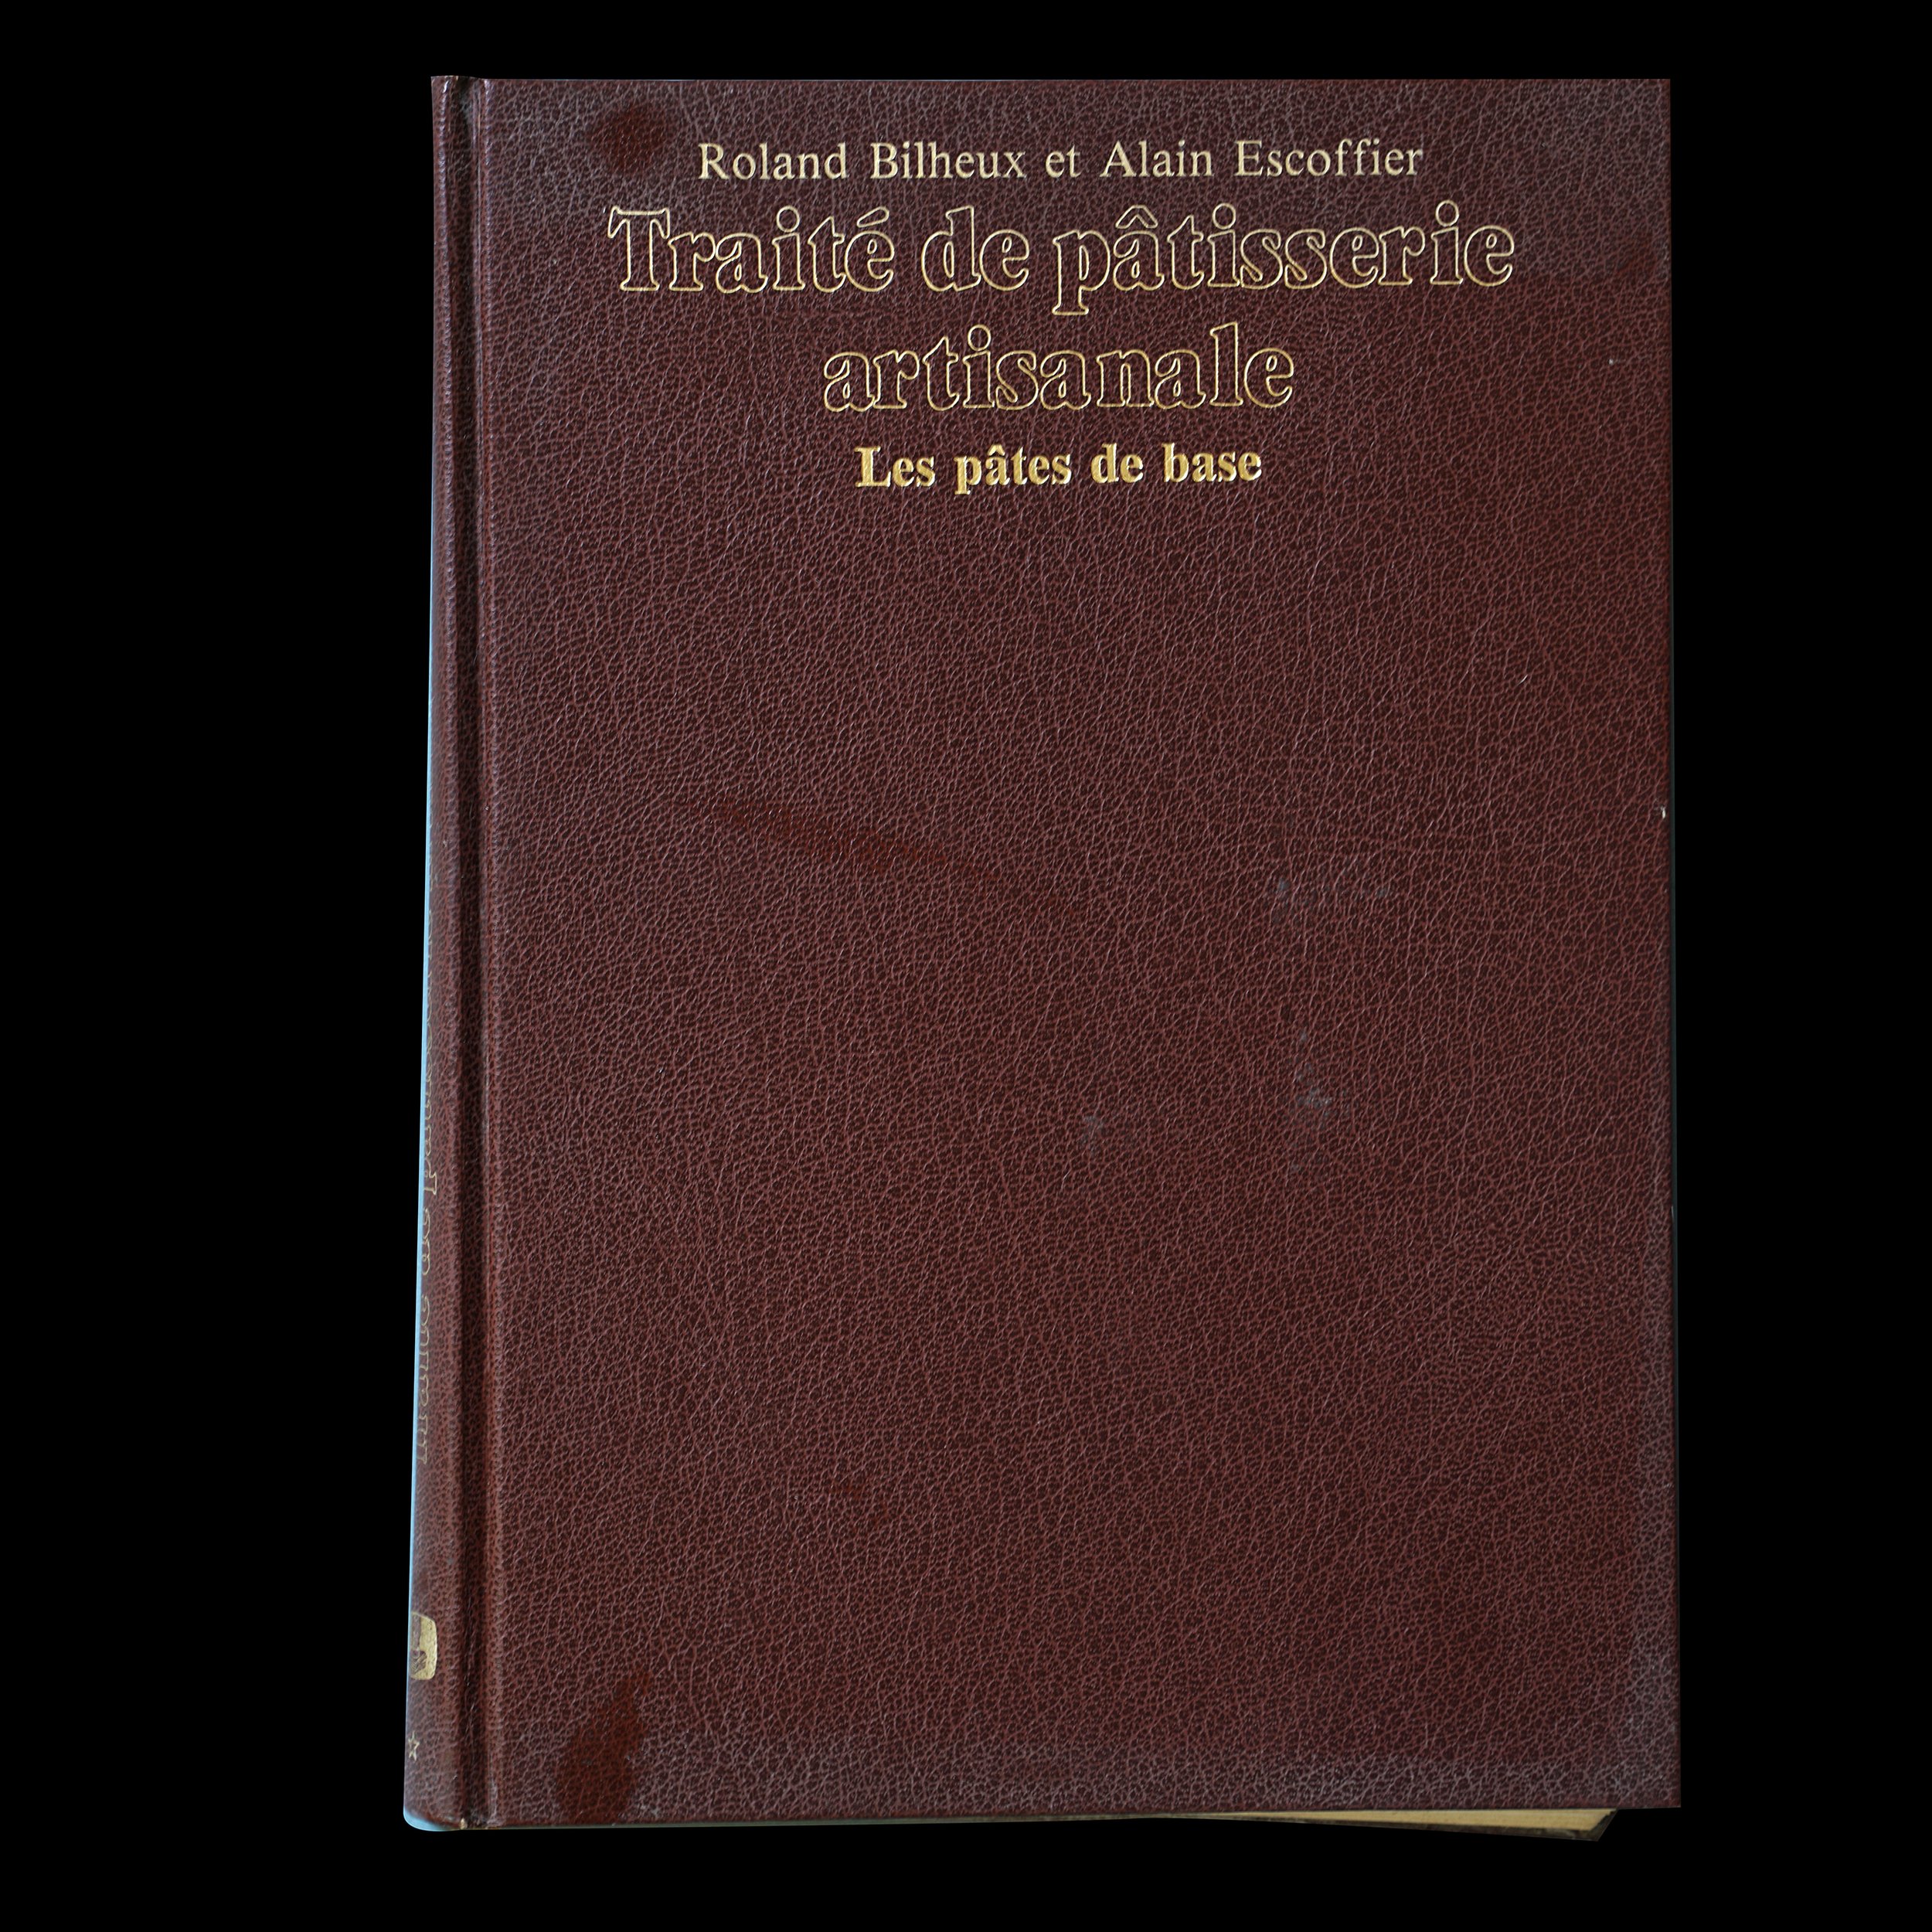 Roland Bilheux et Alain Escoffier
Traité de pâtisserie
artisanale
Les pâtes de base